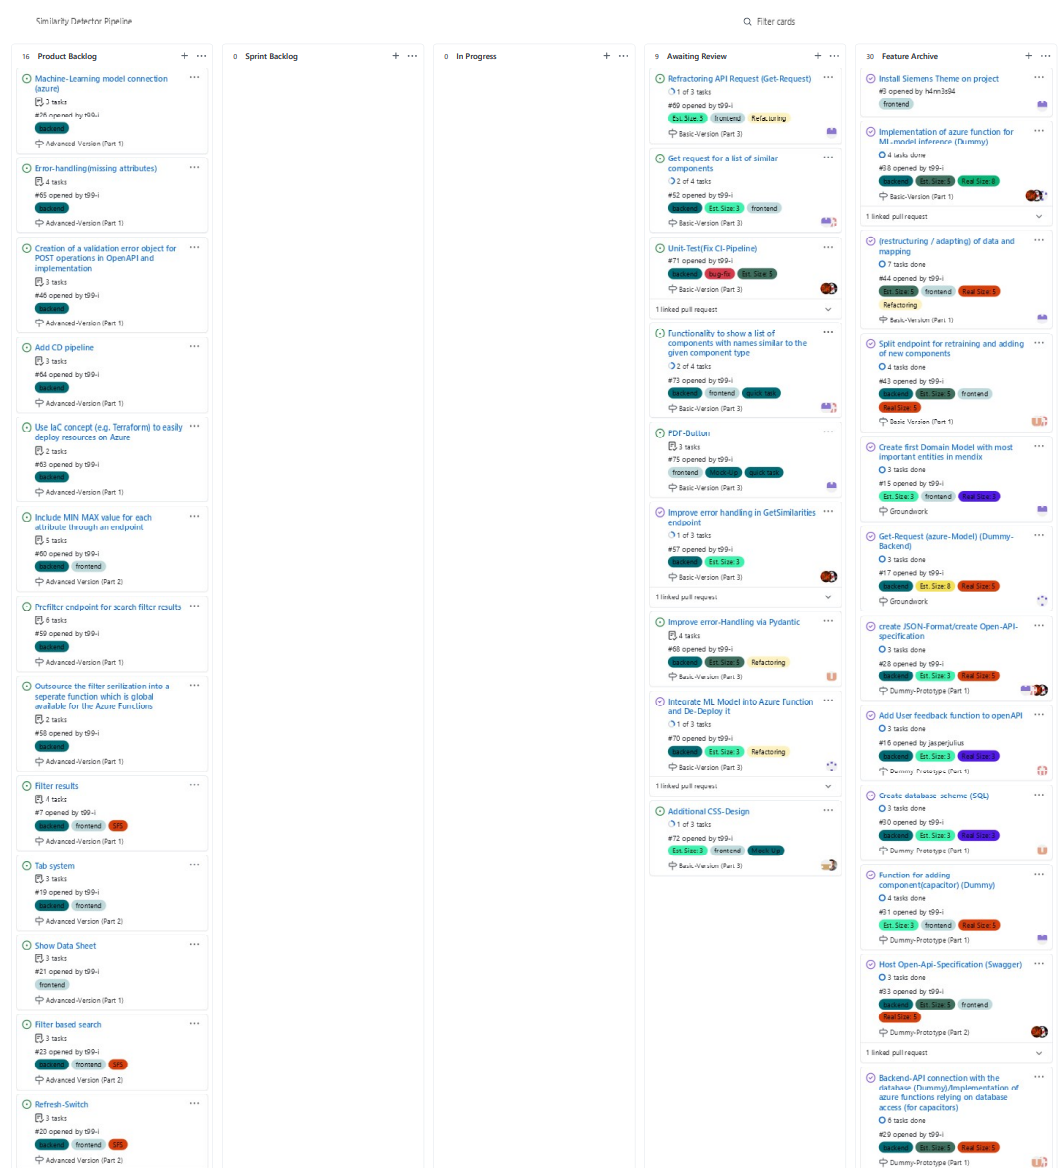 Similarity Detector Pipeline
Filter cards
16 Product Backlog
Machine-Learning model connection
(azure)
3 tasks
#26 opened by t99-i
backend
Advanced-Version (Part 1)
Error-handling(missing attributes)
4 tasks
#65 opened by t99-i
backend
Advanced-Version (Part 1)
Creation of a validation error object for
POST operations in OpenAPI and
implementation
3 tasks
#46 opened by t99-i
backend
Advanced-Version (Part 1)
Add CD pipeline
3 tasks
#64 opened by t99-i
backend
Advanced-Version (Part 1)
Use IaC concept (e.g. Terraform) to easily
deploy resources on Azure
2 tasks
#63 opened by t99-i
backend
Advanced-Version (Part 1)
Include MIN MAX value for each
attribute through an endpoint
5 tasks
#60 opened by t99-i
backend frontend
Advanced Version (Part 2)
Prefilter endpoint for search filter results
6 tasks
#59 opened by t99-i
backend
Advanced-Version (Part 1)
Outsource the filter serilization into a
seperate function which is global
available for the Azure Functions
2 tasks
#58 opened by t99-i
backend
Advanced-Version (Part 1)
Filter results
4 tasks
#7 opened by t99-i
backend frontend SFS
Advanced-Version (Part 1)
Tab system
3 tasks
#19 opened by t99-i
backend frontend
Advanced Version (Part 2)
Show Data Sheet
3 tasks
#21 opened by t99-i
frontend
Advanced-Version (Part 1)
Filter based search
3 tasks
#23 opened by t99-i
backend frontend SFS
Advanced Version (Part 2)
Refresh-Switch
3 tasks
#20 opened by t99-i
backend frontend SFS
Advanced Version (Part 2)
0 Sprint Backlog
0 In Progress
9 Awaiting Review
Refractoring API Request (Get-Request)
1 of 3 tasks
#69 opened by t99-i
Est. Size: 5 frontend Refactoring
Basic-Version (Part 3)
Get request for a list of similar
components
2 of 4 tasks
#52 opened by t99-i
backend Est. Size: 3 frontend
Basic-Version (Part 3)
Unit-Test(Fix CI-Pipeline)
#71 opened by t99-i
backend bug-fix Est. Size: 5
Basic-Version (Part 3)
1 linked pull request
Functionality to show a list of
components with names similar to the
given component type
2 of 4 tasks
#73 opened by t99-i
backend frontend quick task
Basic-Version (Part 3)
PDF-Button
3 tasks
#75 opened by t99-i
frontend Mock-Up quick task
Basic-Version (Part 3)
Improve error handling in GetSimilarities
endpoint
1 of 3 tasks
#57 opened by t99-i
backend Est. Size: 3
Basic-Version (Part 3)
1 linked pull request
Improve error-Handling via Pydantic
4 tasks
#68 opened by t99-i
backend Est. Size: 5 Refactoring
Basic-Version (Part 3)
Integrate ML Model into Azure Function
and De-Deploy it
1 of 3 tasks
#70 opened by t99-i
backend Est. Size: 3 Refactoring
Basic-Version (Part 3)
1 linked pull request
Additional CSS-Design
1 of 3 tasks
#72 opened by t99-i
Est. Size: 3 frontend Mock-Up
Basic-Version (Part 3)
30 Feature Archive
Install Siemens Theme on project
#3 opened by h4nn3s94
frontend
Implementation of azure function for
ML-model inference (Dummy)
4 tasks done
#38 opened by t99-i
backend Est. Size: 5 Real Size: 8
Basic-Version (Part 1)
1 linked pull request
(restructuring / adapting) of data and
mapping
7 tasks done
#44 opened by t99-i
Est. Size: 5 frontend Real Size: 5
Refactoring
Basic-Version (Part 1)
Split endpoint for retraining and adding
of new components
4 tasks done
#43 opened by t99-i
backend Est. Size: 5 frontend
Real Size: 5
Basic Version (Part 1)
Create first Domain Model with most
important entities in mendix
3 tasks done
#15 opened by t99-i
Est. Size: 3 frontend Real Size: 3
Groundwork
Get-Request (azure-Model) (Dummy-
Backend)
3 tasks done
#17 opened by t99-i
backend Est. Size: 8 Real Size: 5
Groundwork
create JSON-Format/create Open-API-
specification
3 tasks done
#28 opened by t99-i
backend Est. Size: 3 Real Size: 5
Dummy-Prototype (Part 1)
Add User feedback function to openAPI
3 tasks done
#16 opened by jasperjulius
backend Est. Size: 3 Real Size: 3
Dummy Prototype (Part 1)
Create database-scheme (SQL)
3 tasks done
#30 opened by t99-i
backend Est. Size: 3 Real Size: 3
Dummy Prototype (Part 1)
Function for adding
component(capacitor) (Dummy)
4 tasks done
#31 opened by t99-i
Est. Size: 3 frontend Real Size: 5
Dummy-Prototype (Part 1)
Host Open-Api-Specification (Swagger)
3 tasks done
#33 opened by t99-i
backend Est. Size: 5 frontend
Real Size: 5
Dummy-Prototype (Part 2)
1 linked pull request
Backend-API connection with the
database (Dummy)/Implementation of
azure functions relying on database
access (for capacitors)
6 tasks done
#29 opened by t99-i
backend Est. Size: 5 Real Size: 5
Dummy-Prototype (Part 1)